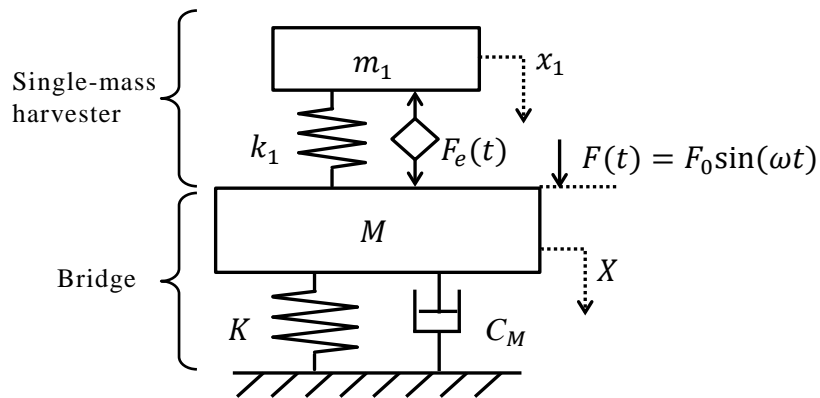 m₁
x₁
Single-mass
harvester
k₁
Fₑ(t)
F(t) = F₀sin(ωt)
M
X
Bridge
K
C_M